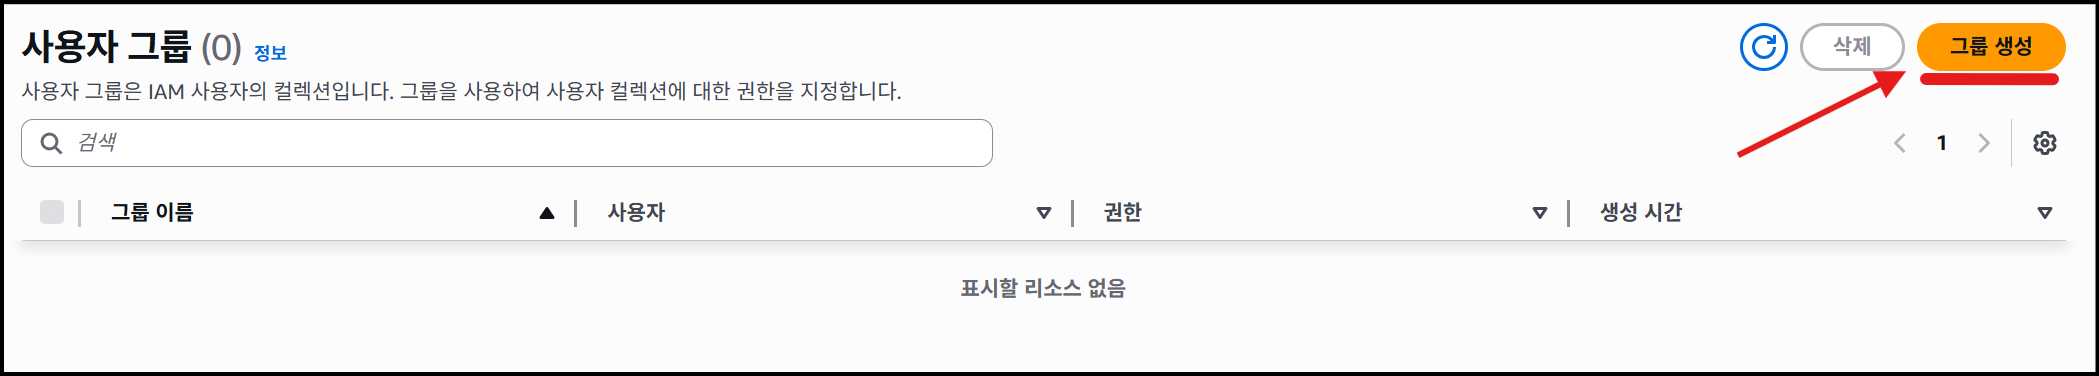 사용자 그룹 (0) 정보
삭제
그룹 생성
사용자 그룹은 IAM 사용자의 컬렉션입니다. 그룹을 사용하여 사용자 컬렉션에 대한 권한을 지정합니다.
검색
1
그룹 이름 사용자 권한 생성 시간
표시할 리소스 없음